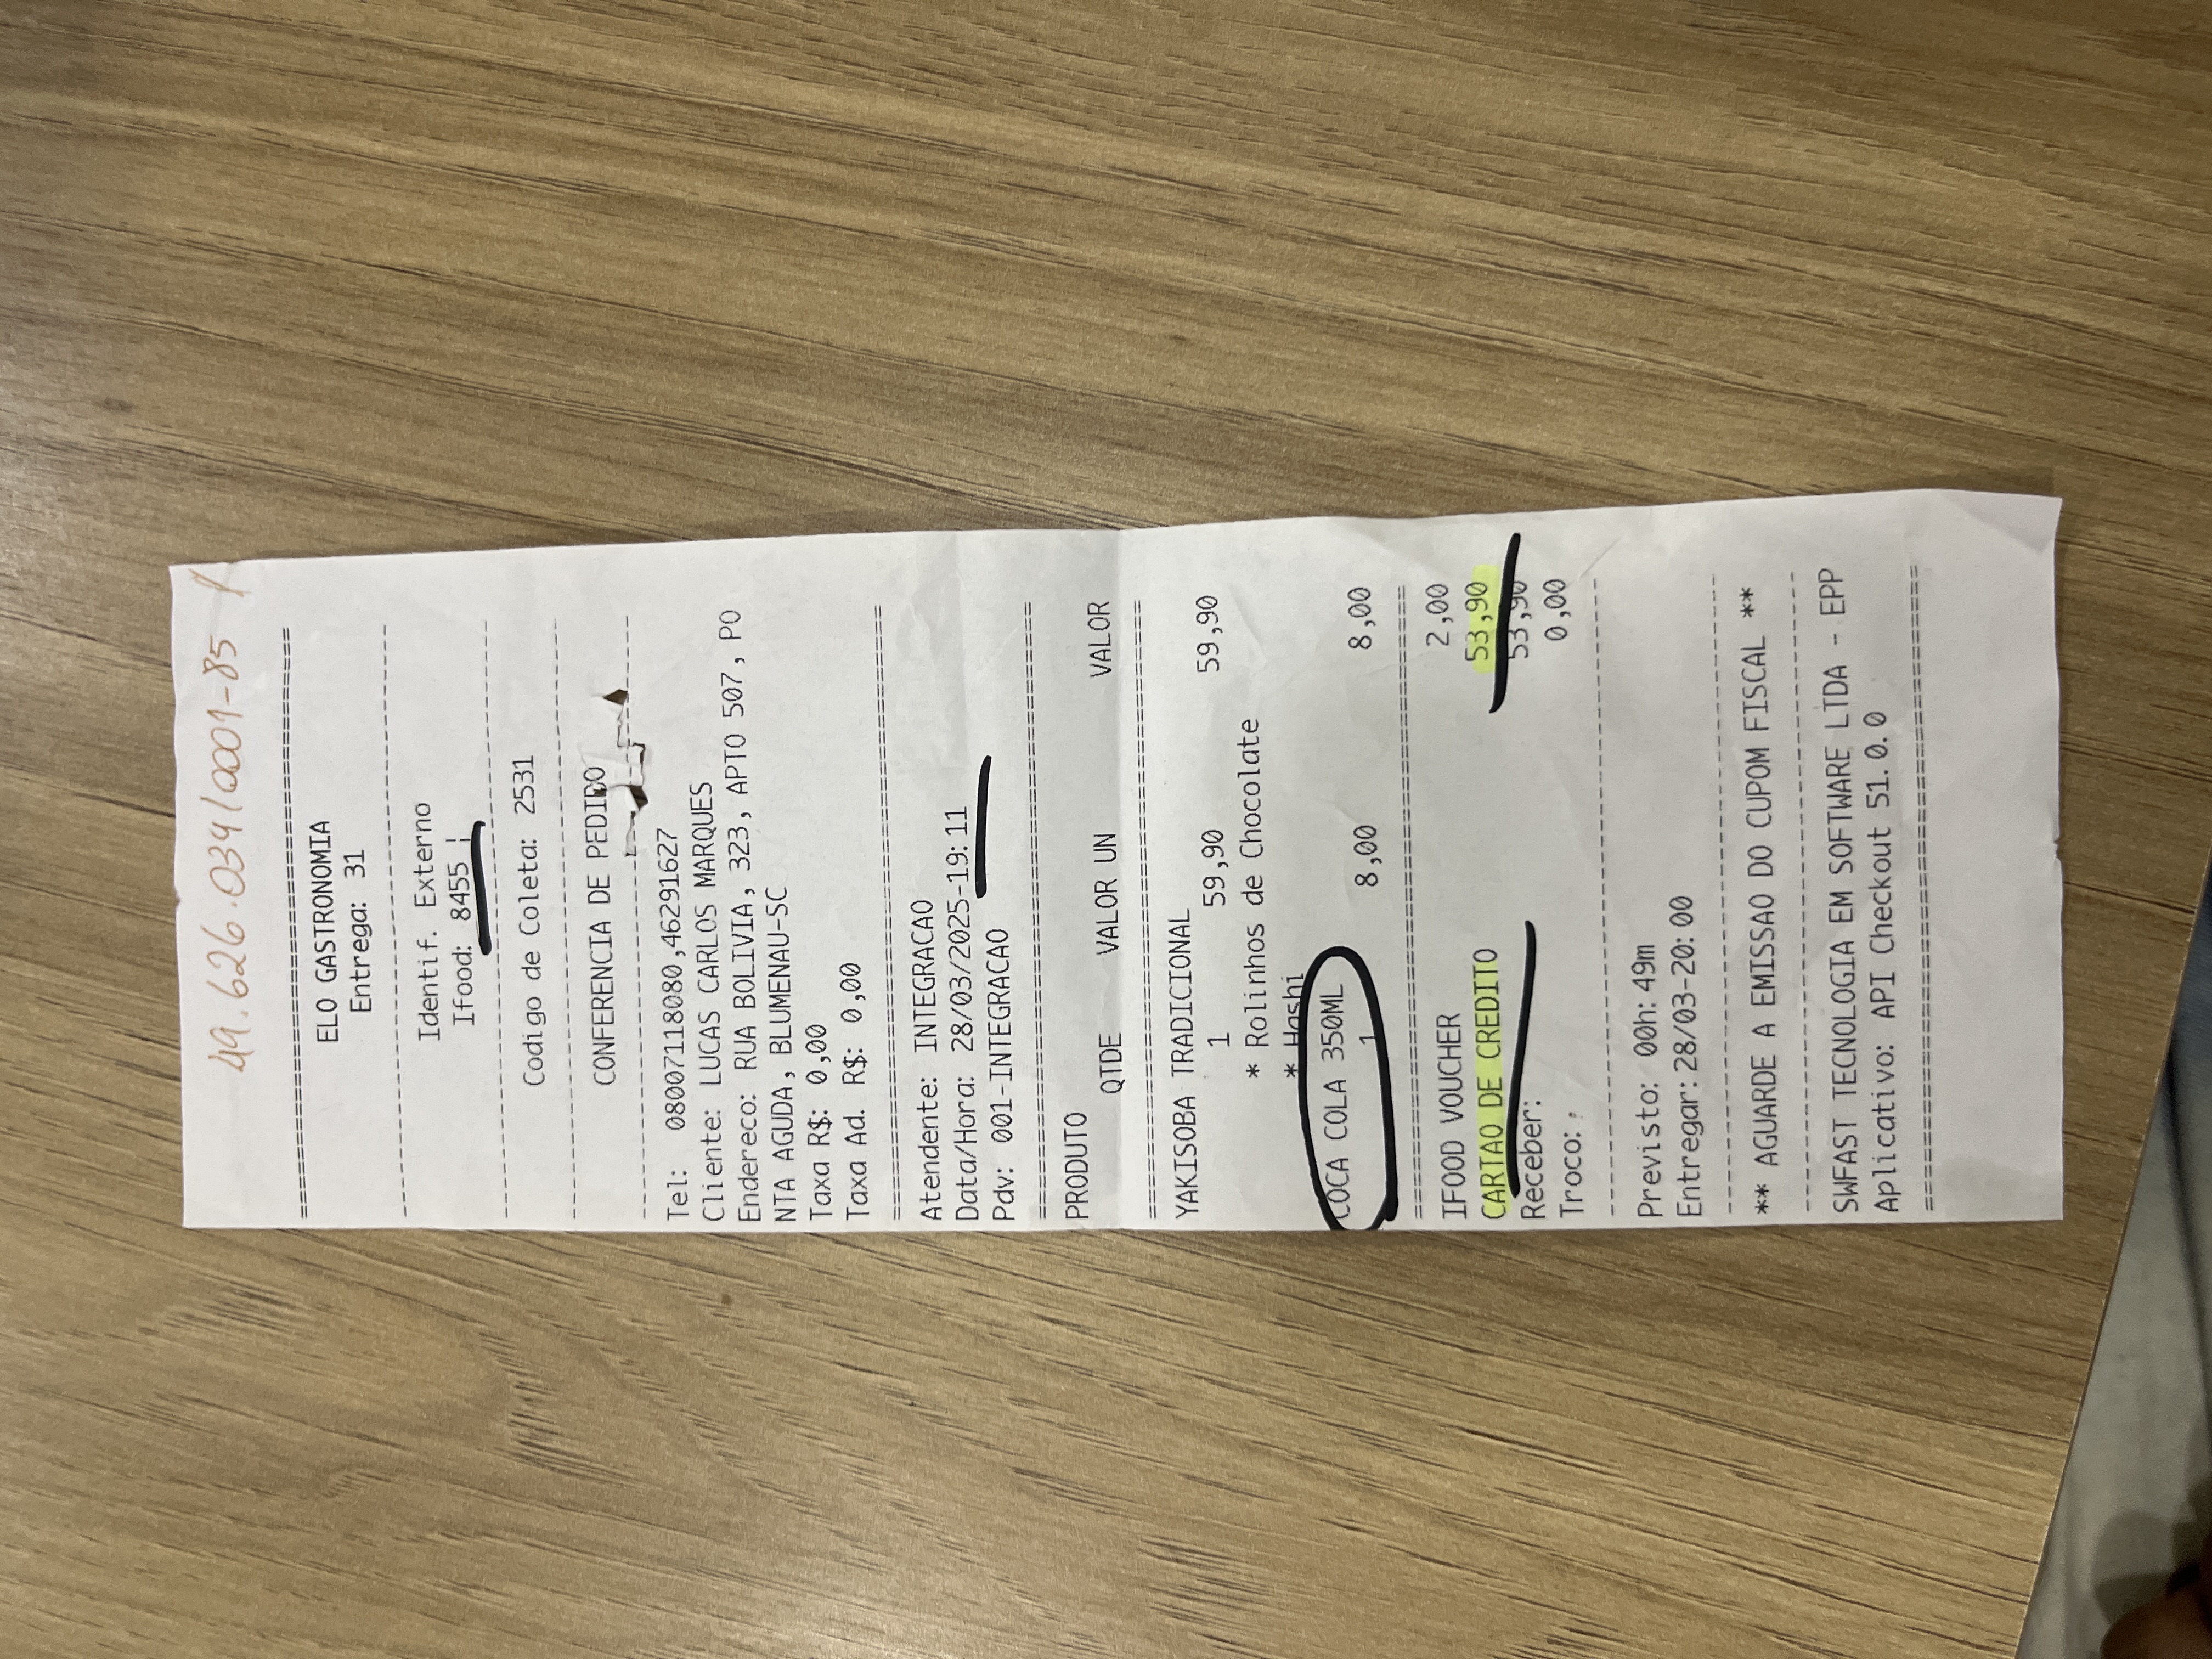 49.626.034/0001-85
ELO GASTRONOMIA
Entrega: 31
Identif. Externo
Ifood: 8455
Codigo de Coleta: 2531
CONFERENCIA DE PEDIDO
Tel: 08007118080,46291627
Cliente: LUCAS CARLOS MARQUES
Endereco: RUA BOLIVIA, 323, APTO 507, PO
NTA AGUDA, BLUMENAU-SC
Taxa R$: 0,00
Taxa Ad. R$: 0,00
Atendente: INTEGRACAO
Data/Hora: 28/03/2025-19:11
Pdv: 001-INTEGRACAO
PRODUTO
QTDE VALOR UN VALOR
YAKISOBA TRADICIONAL
1 59,90 59,90
* Rolinhos de Chocolate
* Hashi
COCA COLA 350ML
1 8,00 8,00
IFOOD VOUCHER 2,00
CARTAO DE CREDITO 53,90
Receber: 53,90
Troco: 0,00
Previsto: 00h:49m
Entregar:28/03-20:00
** AGUARDE A EMISSAO DO CUPOM FISCAL **
SWFAST TECNOLOGIA EM SOFTWARE LTDA - EPP
Aplicativo: API Checkout 51.0.0